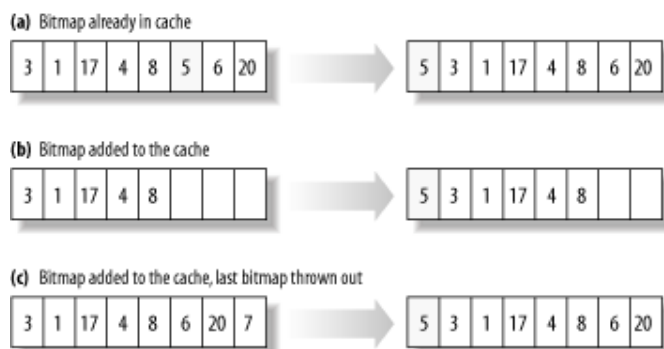 (a) Bitmap already in cache
3 1 17 4 8 5 6 20 5 3 1 17 4 8 6 20
(b) Bitmap added to the cache
3 1 17 4 8 5 3 1 17 4 8
(c) Bitmap added to the cache, last bitmap thrown out
3 1 17 4 8 6 20 7 5 3 1 17 4 8 6 20